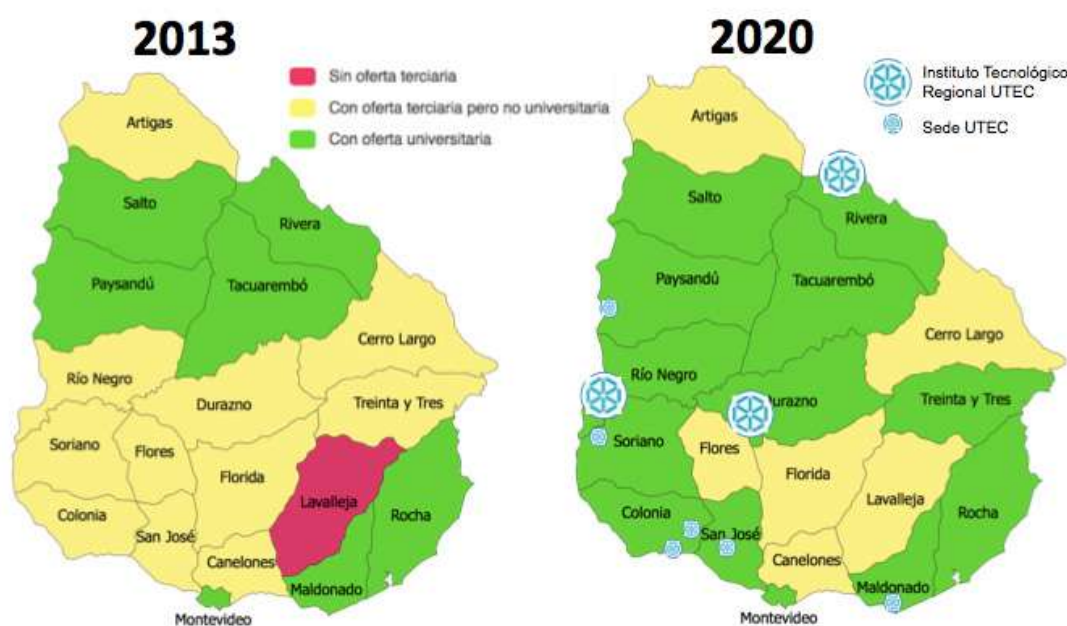 2013
Sin oferta terciaria
Con oferta terciaria pero no universitaria
Con oferta universitaria
Artigas
Salto
Rivera
Paysandú
Tacuarembó
Cerro Largo
Río Negro
Durazno
Treinta y Tres
Soriano
Flores
Florida
Lavalleja
Colonia
San José
Rocha
Canelones
Maldonado
Montevideo
2020
Instituto Tecnológico
Regional UTEC
Sede UTEC
Artigas
Salto
Rivera
Paysandú
Tacuarembó
Cerro Largo
Río Negro
Durazno
Treinta y Tres
Soriano
Flores
Florida
Lavalleja
Colonia
San José
Rocha
Canelones
Maldonado
Montevideo